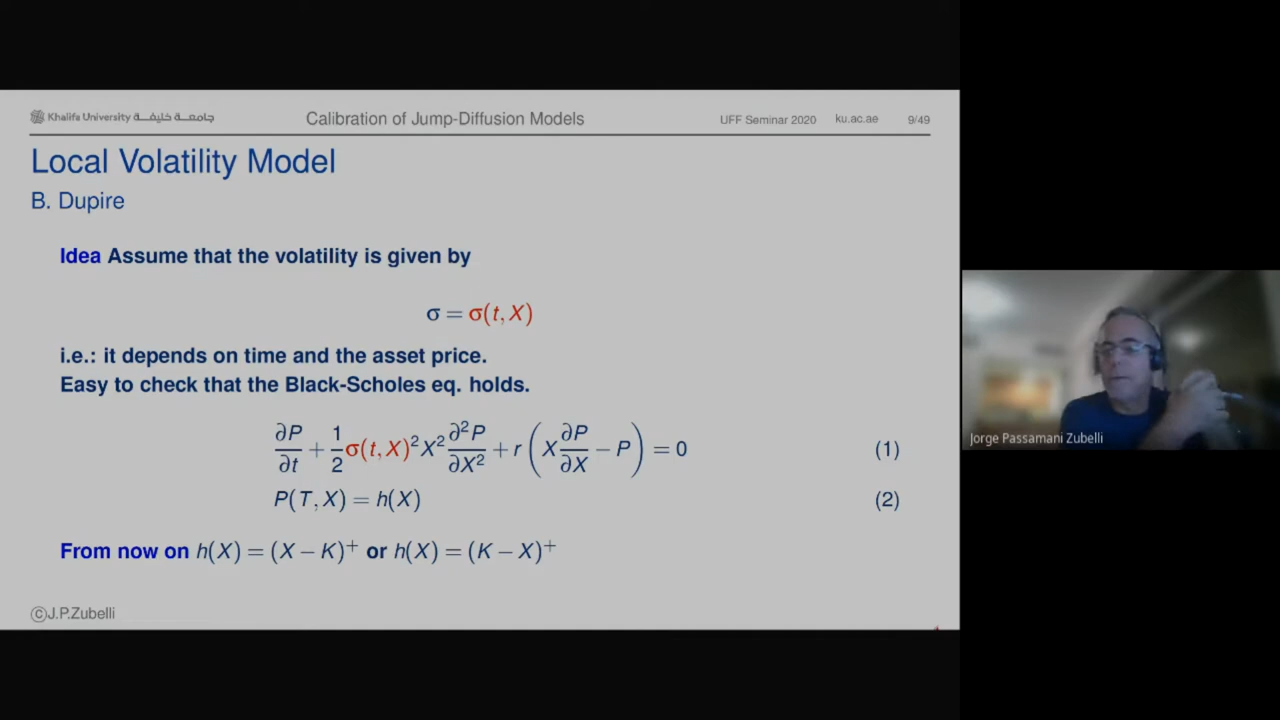 Khalifa University جامعة خليفة Calibration of Jump-Diffusion Models UFF Seminar 2020 ku.ac.ae 9/49
Local Volatility Model
B. Dupire
Idea Assume that the volatility is given by
σ = σ(t, X)
i.e.: it depends on time and the asset price.
Easy to check that the Black-Scholes eq. holds.
∂P/∂t + 1/2 σ(t, X)² X² ∂²P/∂X² + r (X ∂P/∂X − P) = 0 (1)
P(T, X) = h(X) (2)
From now on h(X) = (X − K)⁺ or h(X) = (K − X)⁺
©J.P.Zubelli
Jorge Passamani Zubelli